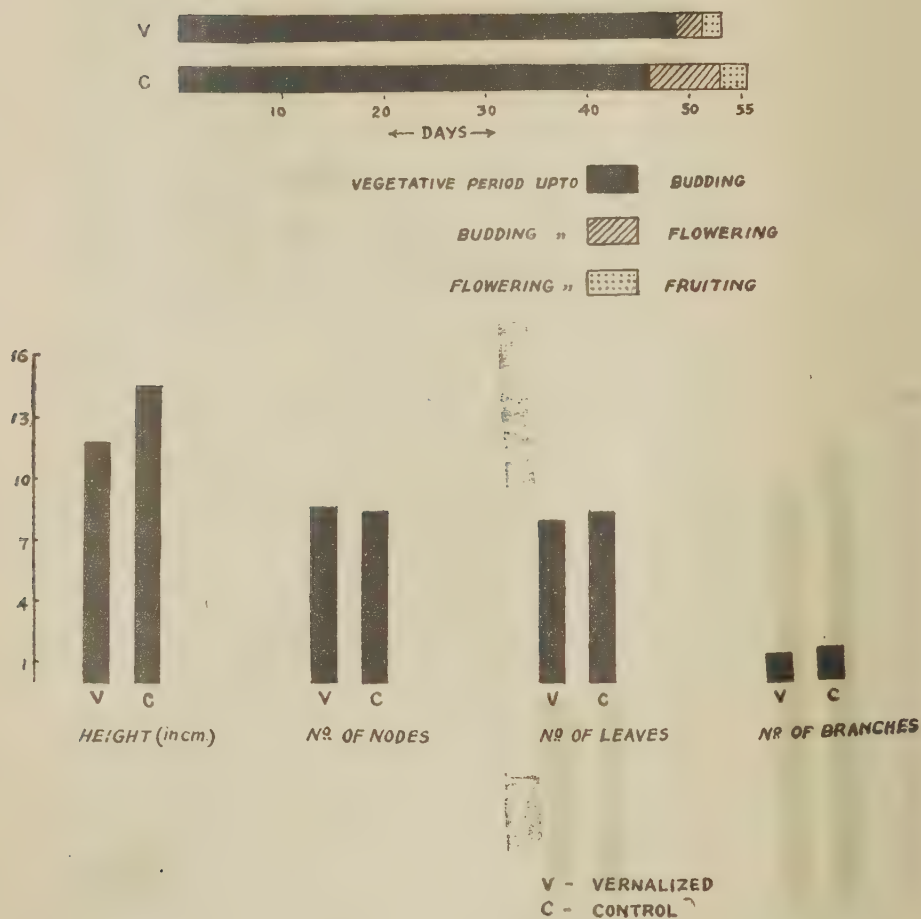 V
C
10 20 30 40 50 55
← DAYS →
VEGETATIVE PERIOD UPTO BUDDING
BUDDING " FLOWERING
FLOWERING " FRUITING
16
13
10
7
4
1
V C V C V C V C
HEIGHT (in cm.) Nº OF NODES Nº OF LEAVES Nº OF BRANCHES
V - VERNALIZED
C - CONTROL